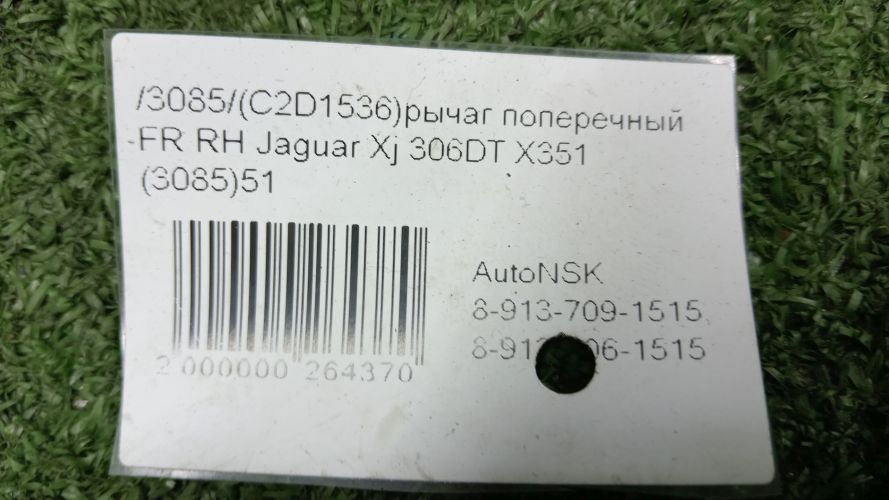 /3085/(C2D1536)рычаг поперечный
FR RH Jaguar Xj 306DT X351
(3085)51
AutoNSK
8-913-709-1515
2 000000 264370